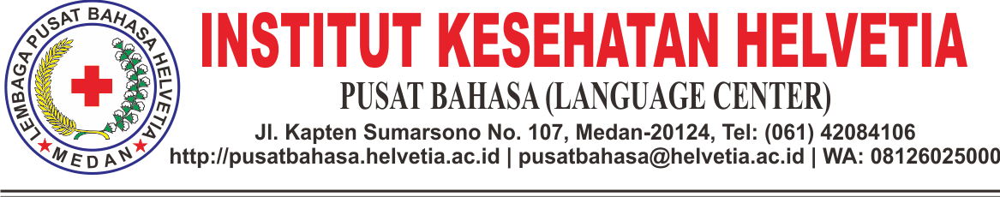 LEMBAGA PUSAT BAHASA HELVETIA
MEDAN
INSTITUT KESEHATAN HELVETIA
PUSAT BAHASA (LANGUAGE CENTER)
Jl. Kapten Sumarsono No. 107, Medan-20124, Tel: (061) 42084106
http://pusatbahasa.helvetia.ac.id | pusatbahasa@helvetia.ac.id | WA: 08126025000